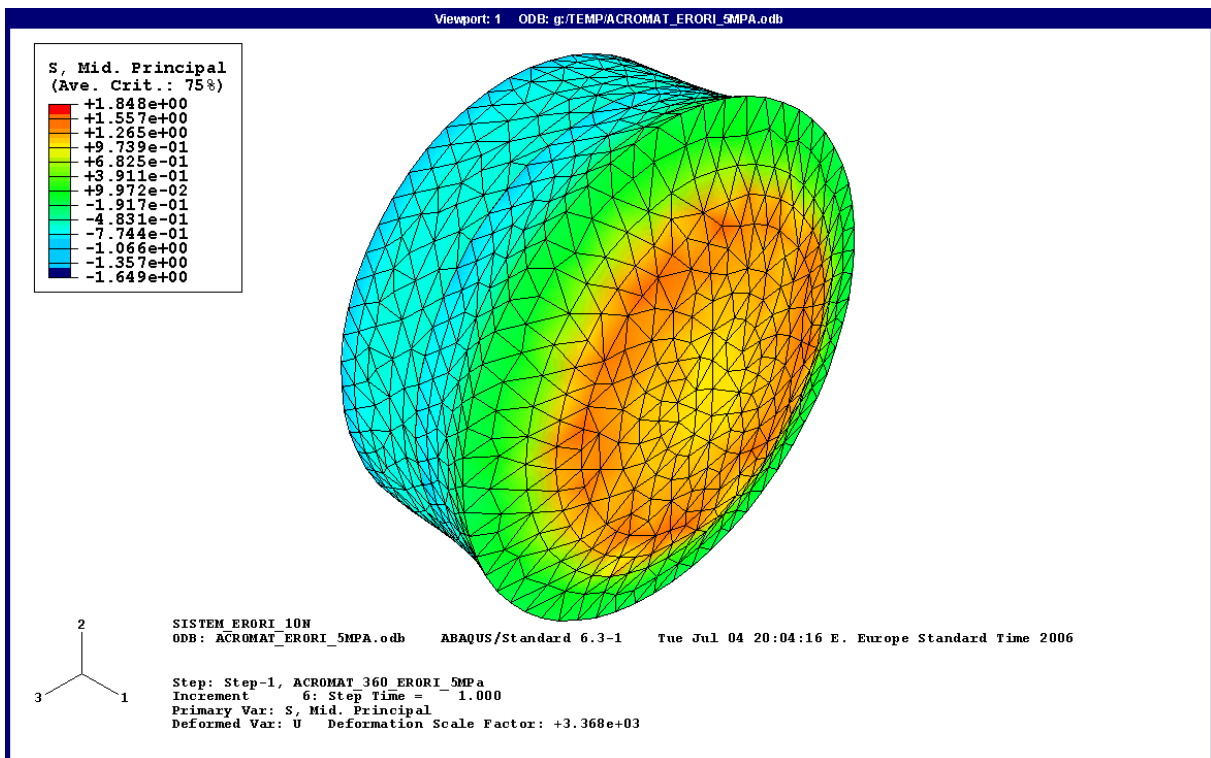 Viewport: 1 ODB: g:/TEMP/ACROMAT_ERORI_5MPA.odb
S, Mid. Principal
(Ave. Crit.: 75%)
+1.848e+00
+1.557e+00
+1.265e+00
+9.739e-01
+6.825e-01
+3.911e-01
+9.972e-02
-1.917e-01
-4.831e-01
-7.744e-01
-1.066e+00
-1.357e+00
-1.649e+00
2
3
1
SISTEM_ERORI_10N
ODB: ACROMAT_ERORI_5MPA.odb ABAQUS/Standard 6.3-1 Tue Jul 04 20:04:16 E. Europe Standard Time 2006
Step: Step-1, ACROMAT_360_ERORI_5MPa
Increment 6: Step Time = 1.000
Primary Var: S, Mid. Principal
Deformed Var: U Deformation Scale Factor: +3.368e+03